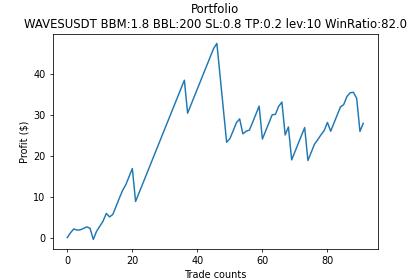 Portfolio
WAVESUSDT BBM:1.8 BBL:200 SL:0.8 TP:0.2 lev:10 WinRatio:82.0
Profit ($)
40
30
20
10
0
0 20 40 60 80
Trade counts